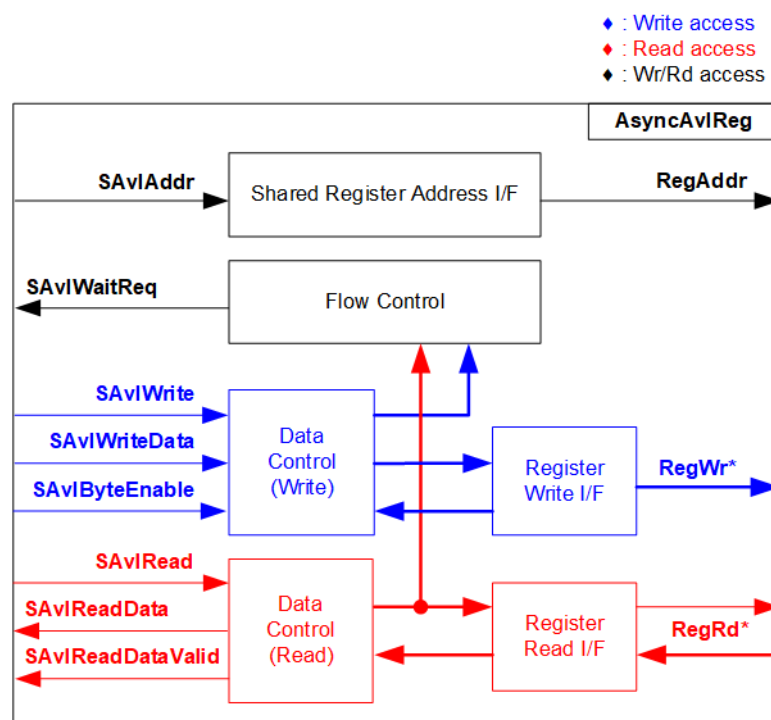 ♦ : Write access
♦ : Read access
♦ : Wr/Rd access
AsyncAvlReg
SAvlAddr
Shared Register Address I/F
RegAddr
SAvlWaitReq
Flow Control
SAvlWrite
SAvlWriteData
SAvlByteEnable
Data
Control
(Write)
Register
Write I/F
RegWr*
SAvlRead
SAvlReadData
SAvlReadDataValid
Data
Control
(Read)
Register
Read I/F
RegRd*